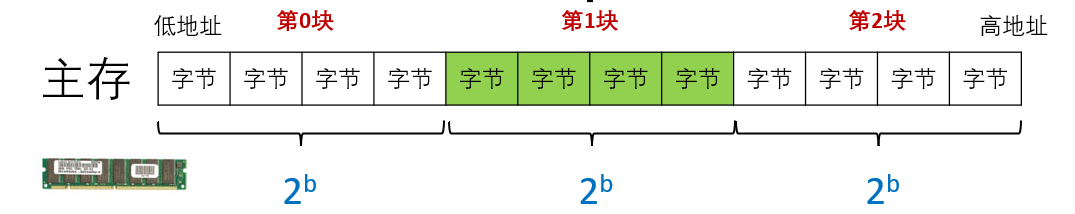 低地址 第0块 第1块 第2块 高地址
主存 字节 字节 字节 字节 字节 字节 字节 字节 字节 字节 字节 字节
2ᵇ 2ᵇ 2ᵇ